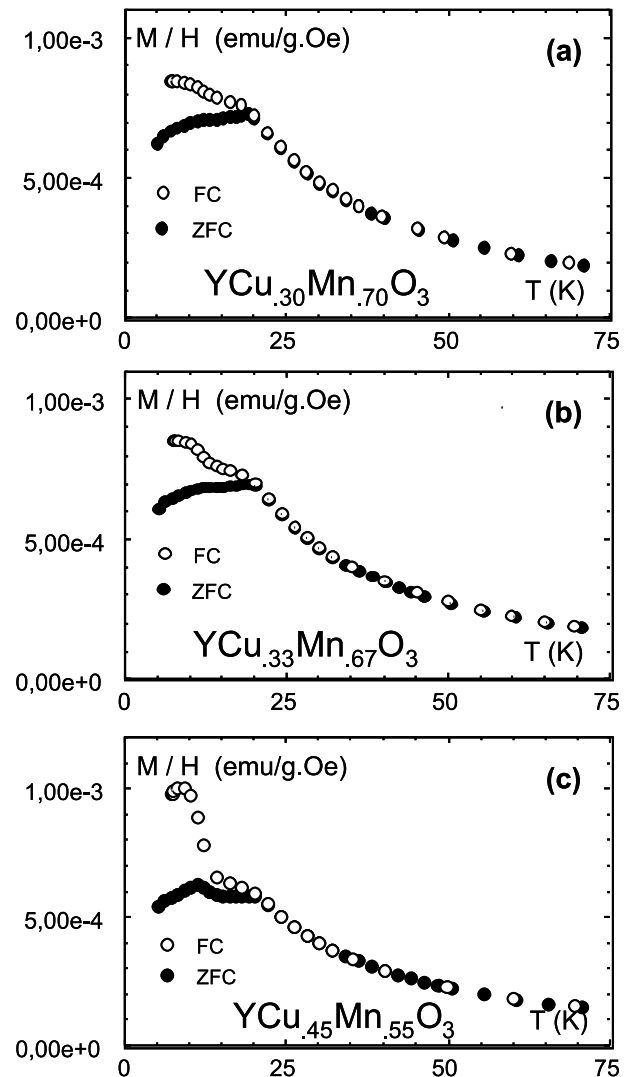 M / H (emu/g.Oe)
(a)
1,00e-3
5,00e-4
0,00e+0
FC
ZFC
YCu.30Mn.70O3
T (K)
0 25 50 75
M / H (emu/g.Oe)
(b)
1,00e-3
5,00e-4
0,00e+0
FC
ZFC
YCu.33Mn.67O3
T (K)
0 25 50 75
M / H (emu/g.Oe)
(c)
1,00e-3
5,00e-4
0,00e+0
FC
ZFC
YCu.45Mn.55O3
T (K)
0 25 50 75